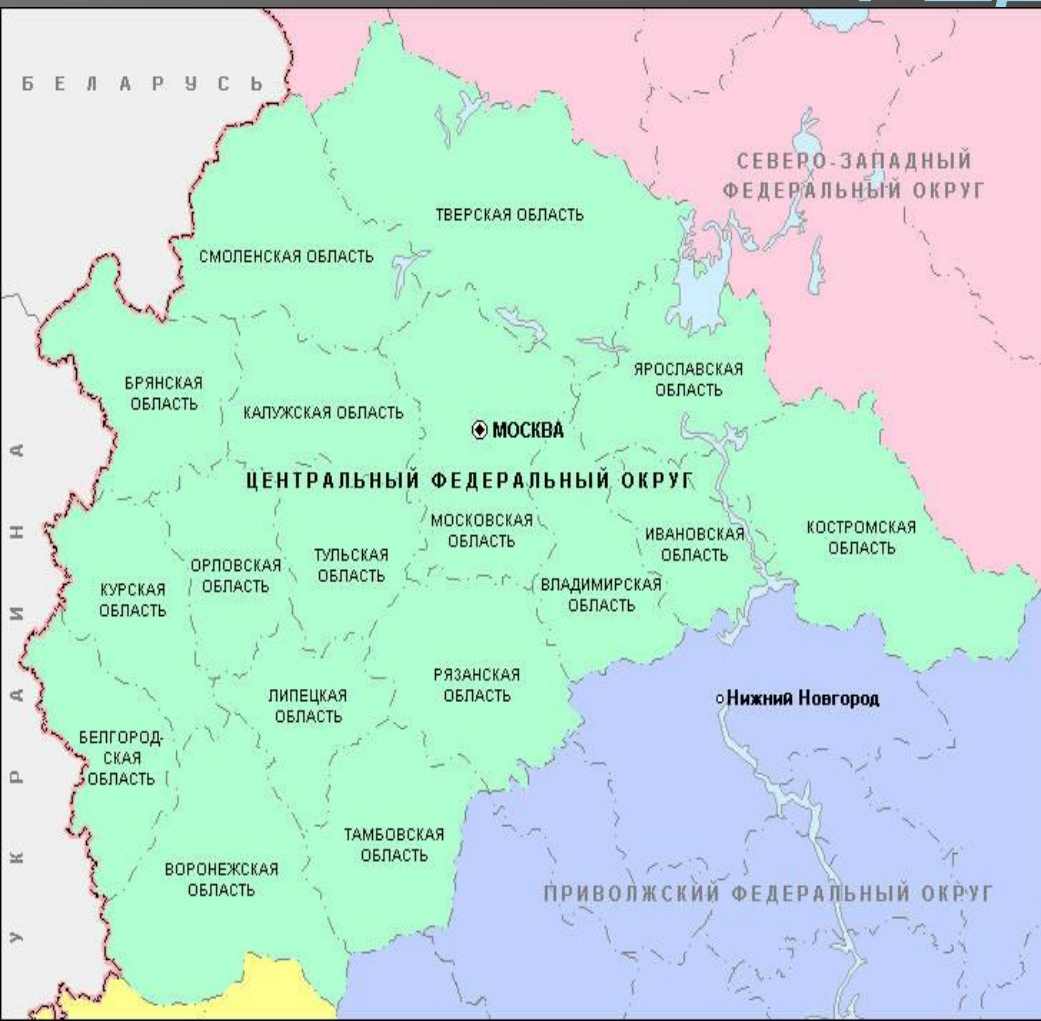 БЕЛАРУСЬ
СЕВЕРО-ЗАПАДНЫЙ
ФЕДЕРАЛЬНЫЙ ОКРУГ
ТВЕРСКАЯ ОБЛАСТЬ
СМОЛЕНСКАЯ ОБЛАСТЬ
ЯРОСЛАВСКАЯ
ОБЛАСТЬ
БРЯНСКАЯ
ОБЛАСТЬ
КАЛУЖСКАЯ ОБЛАСТЬ
МОСКВА
ЦЕНТРАЛЬНЫЙ ФЕДЕРАЛЬНЫЙ ОКРУГ
МОСКОВСКАЯ
ОБЛАСТЬ
ИВАНОВСКАЯ
ОБЛАСТЬ
КОСТРОМСКАЯ
ОБЛАСТЬ
ТУЛЬСКАЯ
ОБЛАСТЬ
ОРЛОВСКАЯ
ОБЛАСТЬ
КУРСКАЯ
ОБЛАСТЬ
ВЛАДИМИРСКАЯ
ОБЛАСТЬ
РЯЗАНСКАЯ
ОБЛАСТЬ
ЛИПЕЦКАЯ
ОБЛАСТЬ
Нижний Новгород
БЕЛГОРОД-
СКАЯ
ОБЛАСТЬ
ТАМБОВСКАЯ
ОБЛАСТЬ
ВОРОНЕЖСКАЯ
ОБЛАСТЬ
ПРИВОЛЖСКИЙ ФЕДЕРАЛЬНЫЙ ОКРУГ
УКРАИНА